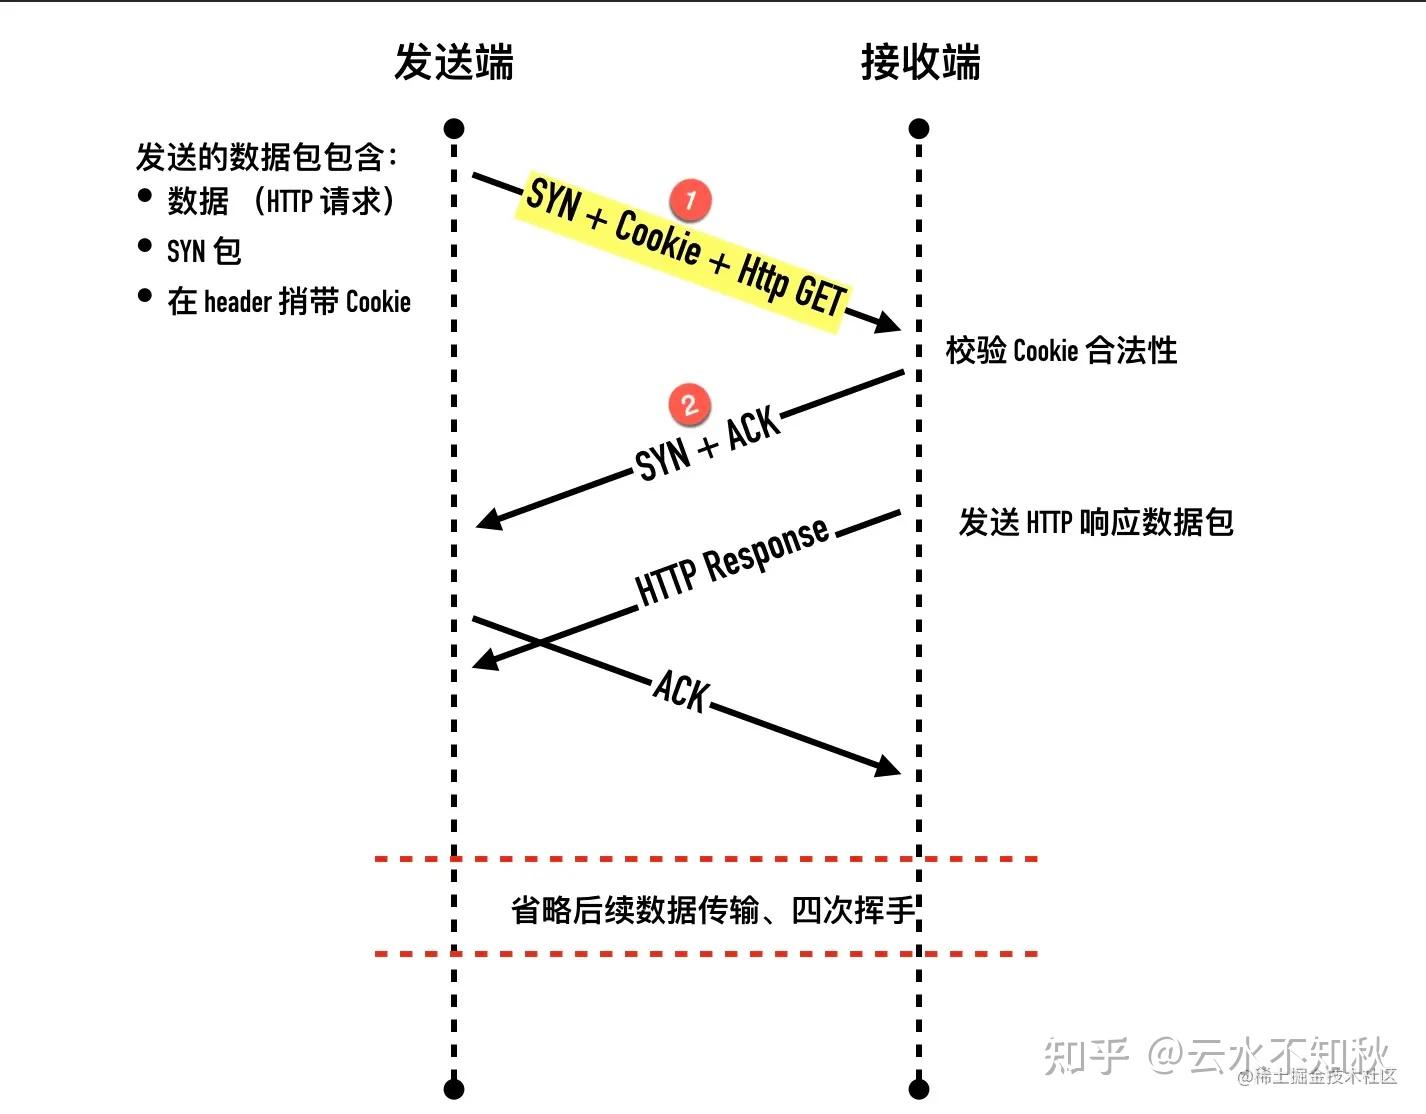 发送端
接收端
发送的数据包包含：
数据 （HTTP 请求）
SYN 包
在 header 捎带 Cookie
1
SYN + Cookie + Http GET
校验 Cookie 合法性
2
SYN + ACK
发送 HTTP 响应数据包
HTTP Response
ACK
省略后续数据传输、四次挥手
知乎 @云水不知秋
@稀土掘金技术社区